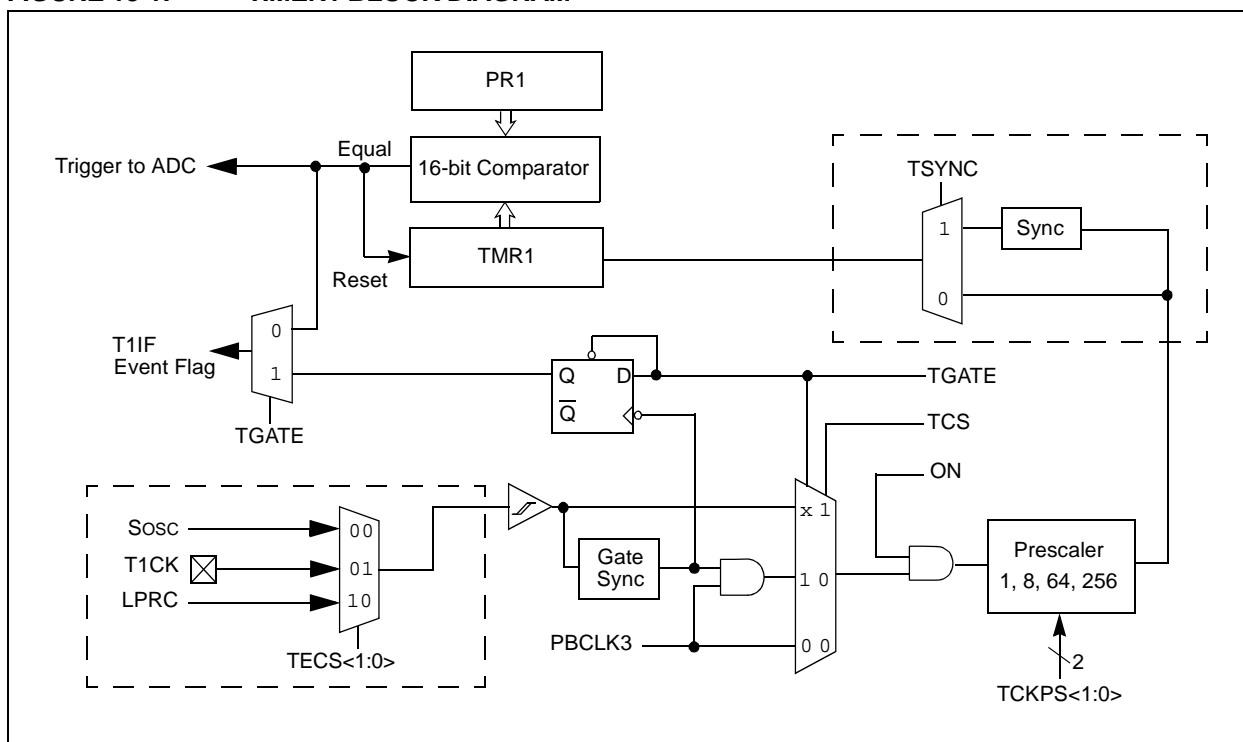 PR1
Equal
16-bit Comparator
Trigger to ADC
TSYNC
1
Sync
TMR1
Reset
0
0
T1IF
Event Flag
1
Q
D
TGATE
Q
TCS
TGATE
ON
x 1
Sosc
00
T1CK
01
Gate
Sync
1 0
Prescaler
1, 8, 64, 256
LPRC
10
PBCLK3
0 0
TECS<1:0>
2
TCKPS<1:0>